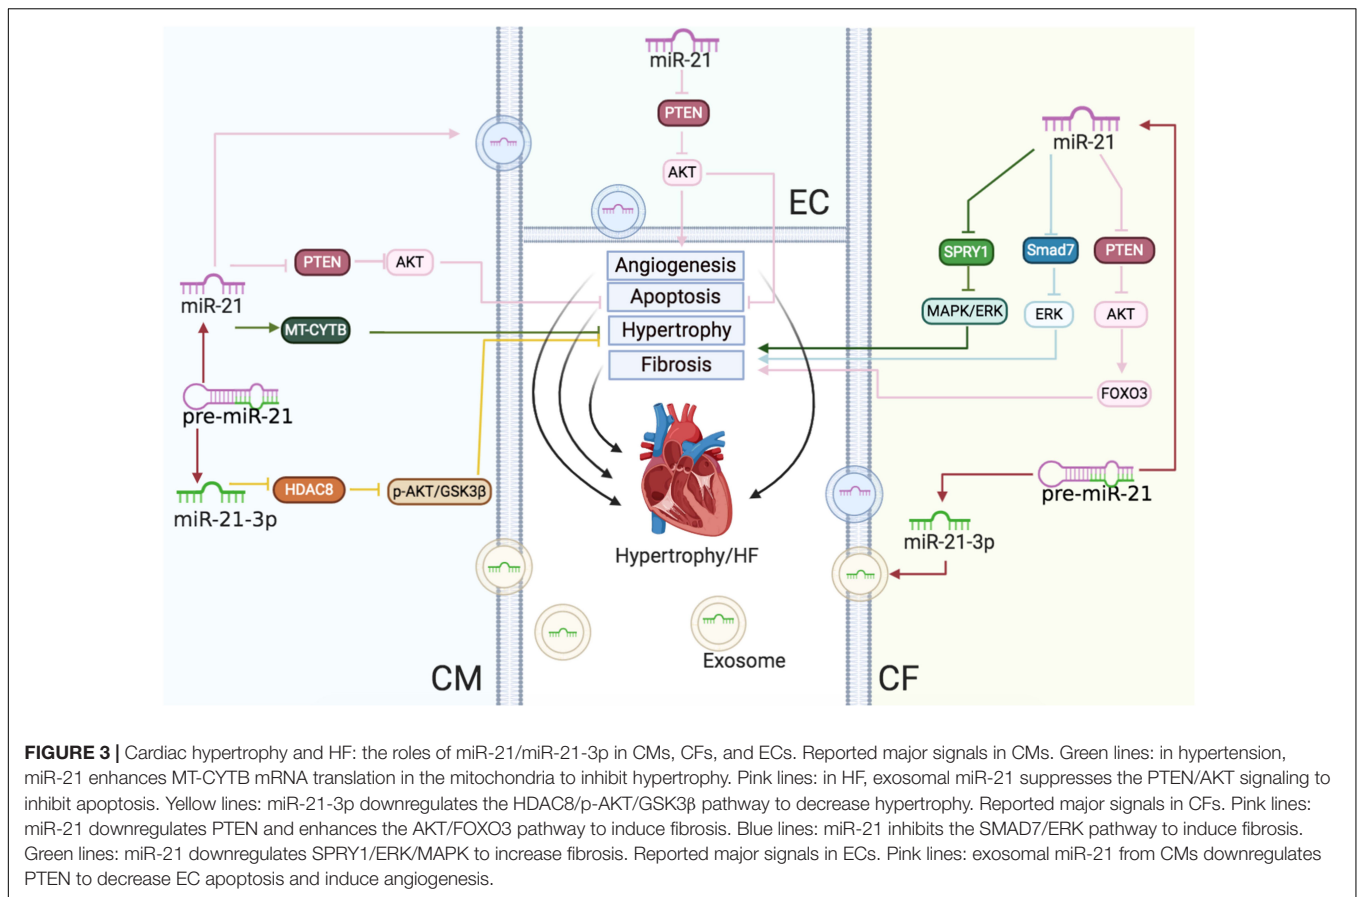 miR-21
PTEN
AKT
EC
miR-21
SPRY1
Smad7
PTEN
MAPK/ERK
ERK
AKT
FOXO3
PTEN
AKT
miR-21
MT-CYTB
pre-miR-21
HDAC8
p-AKT/GSK3β
miR-21-3p
Angiogenesis
Apoptosis
Hypertrophy
Fibrosis
Hypertrophy/HF
pre-miR-21
miR-21-3p
Exosome
CM
CF
FIGURE 3 | Cardiac hypertrophy and HF: the roles of miR-21/miR-21-3p in CMs, CFs, and ECs. Reported major signals in CMs. Green lines: in hypertension,
miR-21 enhances MT-CYTB mRNA translation in the mitochondria to inhibit hypertrophy. Pink lines: in HF, exosomal miR-21 suppresses the PTEN/AKT signaling to
inhibit apoptosis. Yellow lines: miR-21-3p downregulates the HDAC8/p-AKT/GSK3β pathway to decrease hypertrophy. Reported major signals in CFs. Pink lines:
miR-21 downregulates PTEN and enhances the AKT/FOXO3 pathway to induce fibrosis. Blue lines: miR-21 inhibits the SMAD7/ERK pathway to induce fibrosis.
Green lines: miR-21 downregulates SPRY1/ERK/MAPK to increase fibrosis. Reported major signals in ECs. Pink lines: exosomal miR-21 from CMs downregulates
PTEN to decrease EC apoptosis and induce angiogenesis.